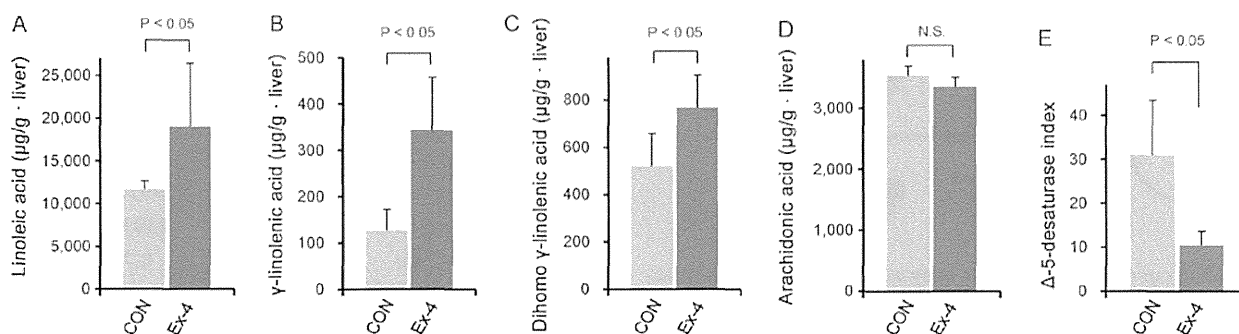 A
P < 0.05
Linoleic acid (μg/g · liver)
25,000
20,000
15,000
10,000
5,000
0
CON
Ex-4
B
P < 0.05
γ-linolenic acid (μg/g · liver)
500
400
300
200
100
0
CON
Ex-4
C
P < 0.05
Dihomo γ-linolenic acid (μg/g · liver)
800
600
400
200
0
CON
Ex-4
D
N.S.
Arachidonic acid (μg/g · liver)
3,000
2,000
1,000
0
CON
Ex-4
E
P < 0.05
Δ-5-desaturase index
40
30
20
10
0
CON
Ex-4